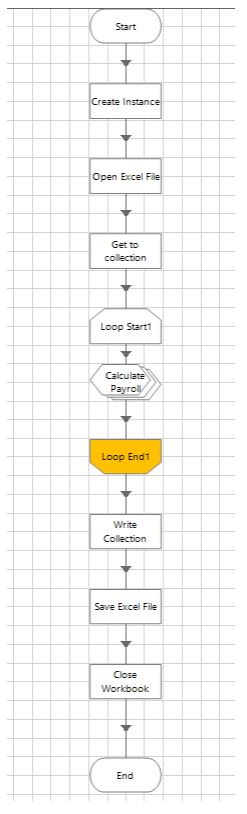 Start
Create Instance
Open Excel File
Get to
collection
Loop Start1
Calculate
Payroll
Loop End1
Write
Collection
Save Excel File
Close
Workbook
End